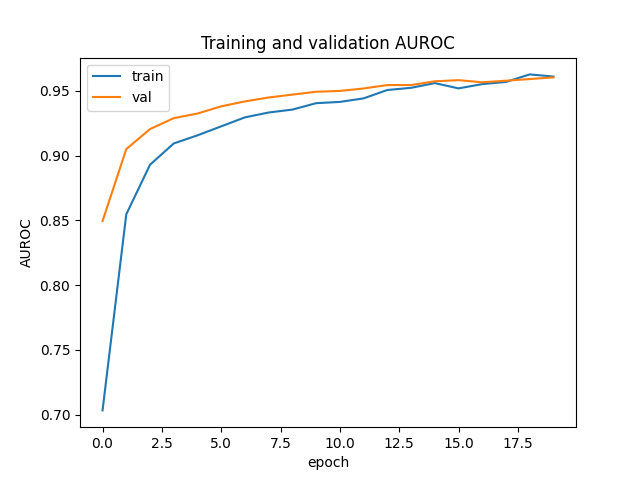 Training and validation AUROC
train
val
0.95
0.90
0.85
0.80
0.75
0.70
AUROC
0.0 2.5 5.0 7.5 10.0 12.5 15.0 17.5
epoch